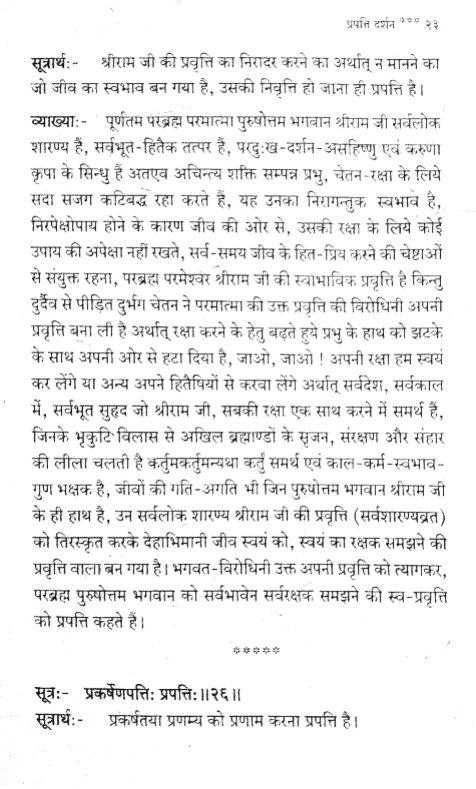 प्रपत्ति दर्शन *** २३
सूत्रार्थ:- श्रीराम जी की प्रवृत्ति का निरादर करने का अर्थात् न मानने का
जो जीव का स्वभाव बन गया है, उसकी निवृत्ति हो जाना ही प्रपत्ति है।
व्याख्या:- पूर्णतम परब्रह्म परमात्मा पुरुषोत्तम भगवान श्रीराम जी सर्वलोक
शारण्य हैं, सर्वभूत-हितैक तत्पर हैं, परदु:ख-दर्शन-असहिष्णु एवं करुणा
कृपा के सिन्धु हैं अतएव अचिन्त्य शक्ति सम्पन्न प्रभु, चेतन-रक्षा के लिये
सदा सजग कटिबद्ध रहा करते हैं, यह उनका निरागन्तुक स्वभाव है,
निरपेक्षोपाय होने के कारण जीव की ओर से, उसकी रक्षा के लिये कोई
उपाय की अपेक्षा नहीं रखते, सर्व-समय जीव के हित-प्रिय करने की चेष्टाओं
से संयुक्त रहना, परब्रह्म परमेश्वर श्रीराम जी की स्वाभाविक प्रवृत्ति है किन्तु
दुर्दैव से पीड़ित दुर्भग चेतन ने परमात्मा की उक्त प्रवृत्ति की विरोधिनी अपनी
प्रवृत्ति बना ली है अर्थात् रक्षा करने के हेतु बढ़ते हुये प्रभु के हाथ को झटके
के साथ अपनी ओर से हटा दिया है, जाओ, जाओ ! अपनी रक्षा हम स्वयं
कर लेंगे या अन्य अपने हितैषियों से करवा लेंगे अर्थात् सर्वदेश, सर्वकाल
में, सर्वभूत सुहृद जो श्रीराम जी, सबकी रक्षा एक साथ करने में समर्थ हैं,
जिनके भृकुटि विलास से अखिल ब्रह्माण्डों के सृजन, संरक्षण और संहार
की लीला चलती है कर्तुमकर्तुमन्यथा कर्तुं समर्थ एवं काल-कर्म-स्वभाव-
गुण भक्षक है, जीवों की गति-अगति भी जिन पुरुषोत्तम भगवान श्रीराम जी
के ही हाथ है, उन सर्वलोक शारण्य श्रीराम जी की प्रवृत्ति (सर्वशारण्यव्रत)
को तिरस्कृत करके देहाभिमानी जीव स्वयं को, स्वयं का रक्षक समझने की
प्रवृत्ति वाला बन गया है। भगवत-विरोधिनी उक्त अपनी प्रवृत्ति को त्यागकर,
परब्रह्म पुरुषोत्तम भगवान को सर्वभावेन सर्वरक्षक समझने की स्व-प्रवृत्ति
को प्रपत्ति कहते हैं।
*****
सूत्र:- प्रकर्षेणपत्ति: प्रपत्ति:॥२६॥
सूत्रार्थ:- प्रकर्षतया प्रणम्य को प्रणाम करना प्रपत्ति है।